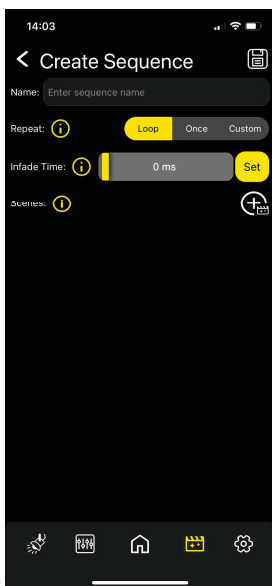 14:03
Create Sequence
Name: Enter sequence name
Repeat: Loop Once Custom
Infade Time: 0 ms Set
Scenes: